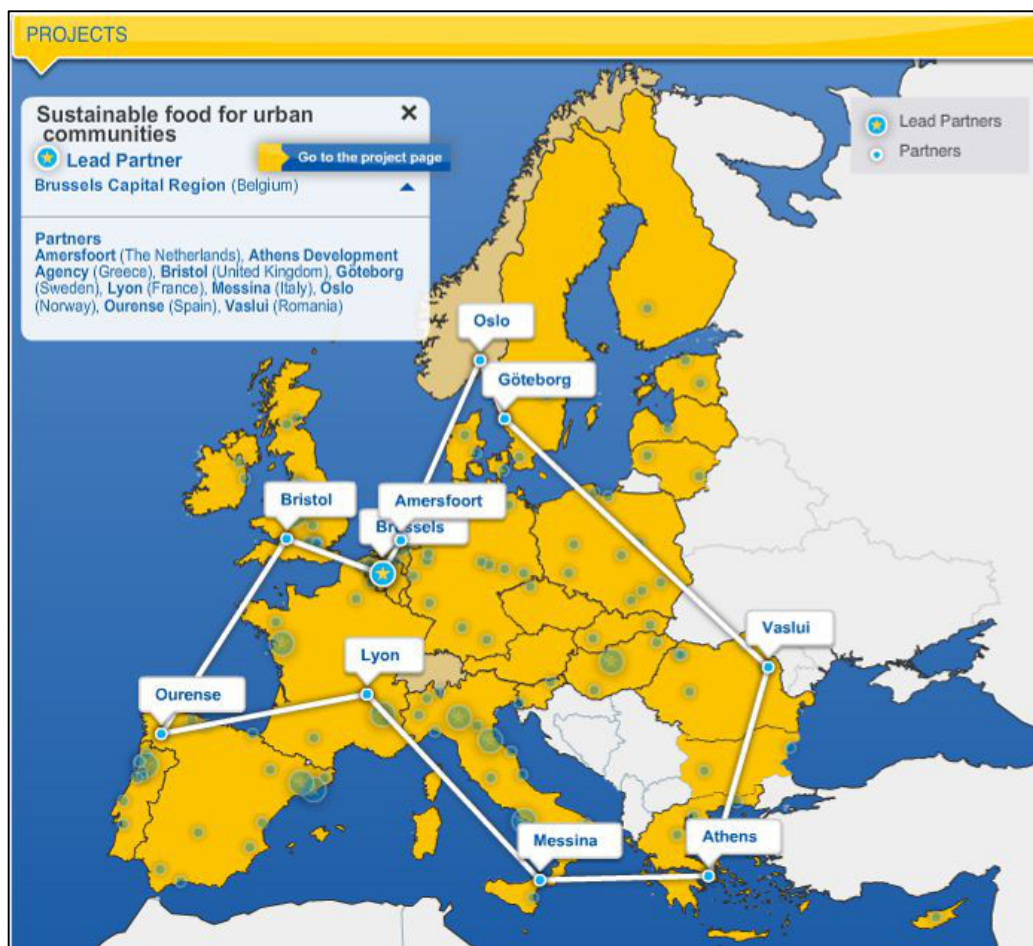 PROJECTS
Sustainable food for urban
communities
Lead Partner
Go to the project page
Brussels Capital Region (Belgium)
Partners
Amersfoort (The Netherlands), Athens Development
Agency (Greece), Bristol (United Kingdom), Göteborg
(Sweden), Lyon (France), Messina (Italy), Oslo
(Norway), Ourense (Spain), Vaslui (Romania)
Lead Partners
Partners
Oslo
Göteborg
Bristol
Amersfoort
Brussels
Vaslui
Lyon
Ourense
Messina
Athens